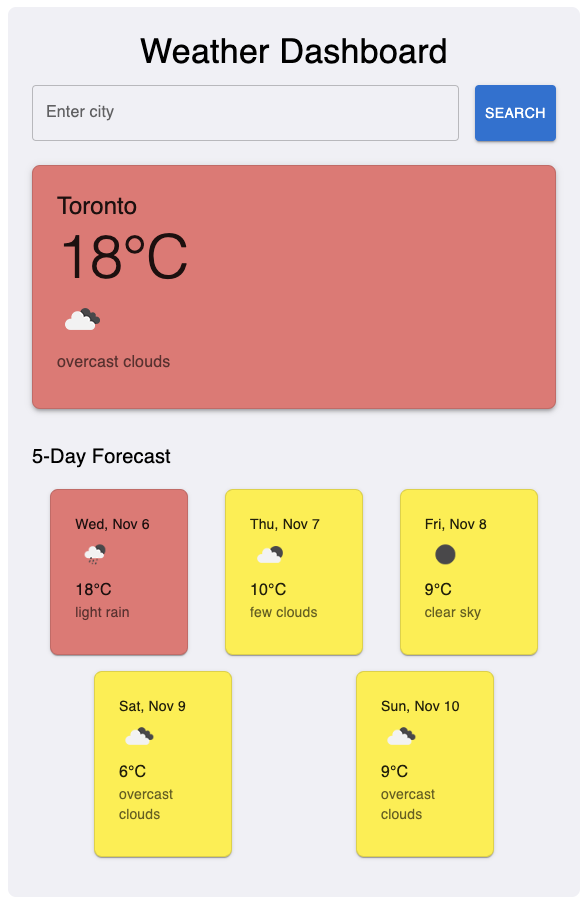 Weather Dashboard
Enter city
SEARCH
Toronto
18°C
overcast clouds
5-Day Forecast
Wed, Nov 6
18°C
light rain
Thu, Nov 7
10°C
few clouds
Fri, Nov 8
9°C
clear sky
Sat, Nov 9
6°C
overcast
clouds
Sun, Nov 10
9°C
overcast
clouds